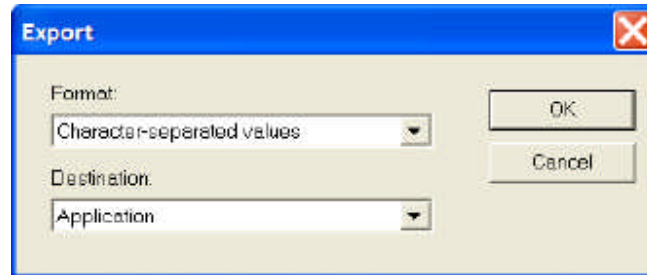 Export
Format:
Character-separated values
OK
Cancel
Destination:
Application